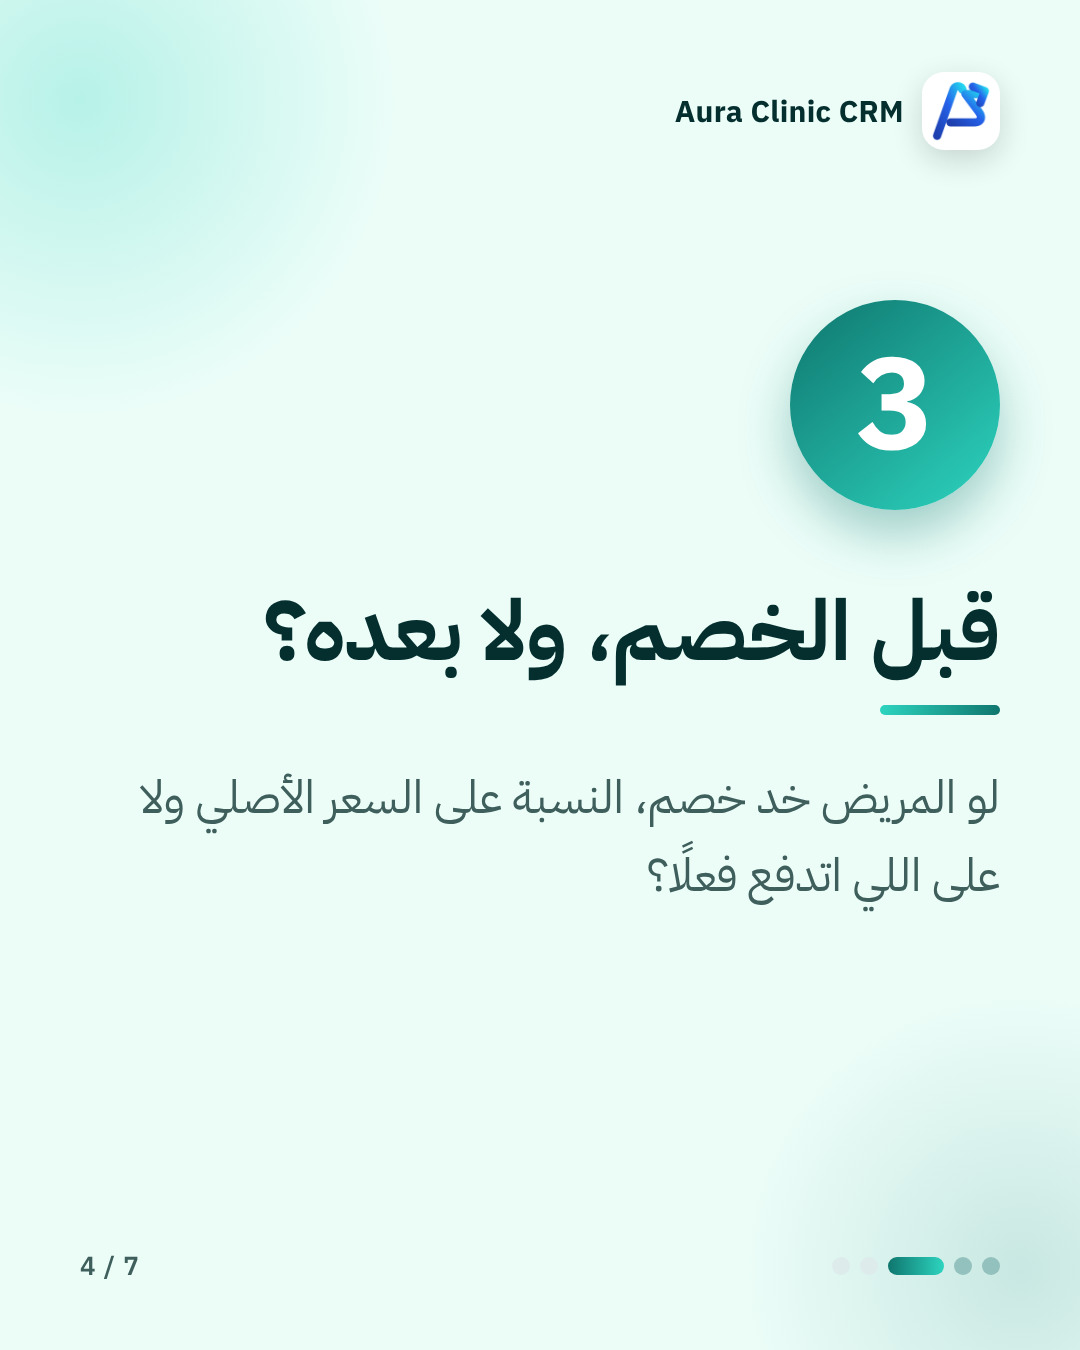 Aura Clinic CRM
3
قبل الخصم، ولا بعده؟
لو المريض خد خصم، النسبة على السعر الأصلي ولا
على اللي اتدفع فعلًا؟
4 / 7